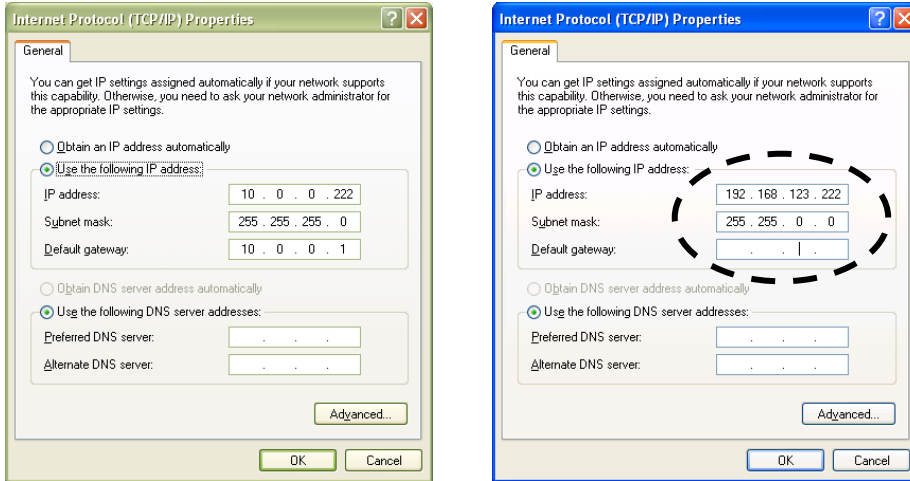 Internet Protocol (TCP/IP) Properties
General
You can get IP settings assigned automatically if your network supports
this capability. Otherwise, you need to ask your network administrator for
the appropriate IP settings.
Obtain an IP address automatically
Use the following IP address:
IP address: 10 . 0 . 0 . 222
Subnet mask: 255 . 255 . 255 . 0
Default gateway: 10 . 0 . 0 . 1
Obtain DNS server address automatically
Use the following DNS server addresses:
Preferred DNS server: . . .
Alternate DNS server: . . .
Advanced...
OK Cancel
Internet Protocol (TCP/IP) Properties
General
You can get IP settings assigned automatically if your network supports
this capability. Otherwise, you need to ask your network administrator for
the appropriate IP settings.
Obtain an IP address automatically
Use the following IP address:
IP address: 192 . 168 . 123 . 222
Subnet mask: 255 . 255 . 0 . 0
Default gateway: . . .
Obtain DNS server address automatically
Use the following DNS server addresses:
Preferred DNS server: . . .
Alternate DNS server: . . .
Advanced...
OK Cancel